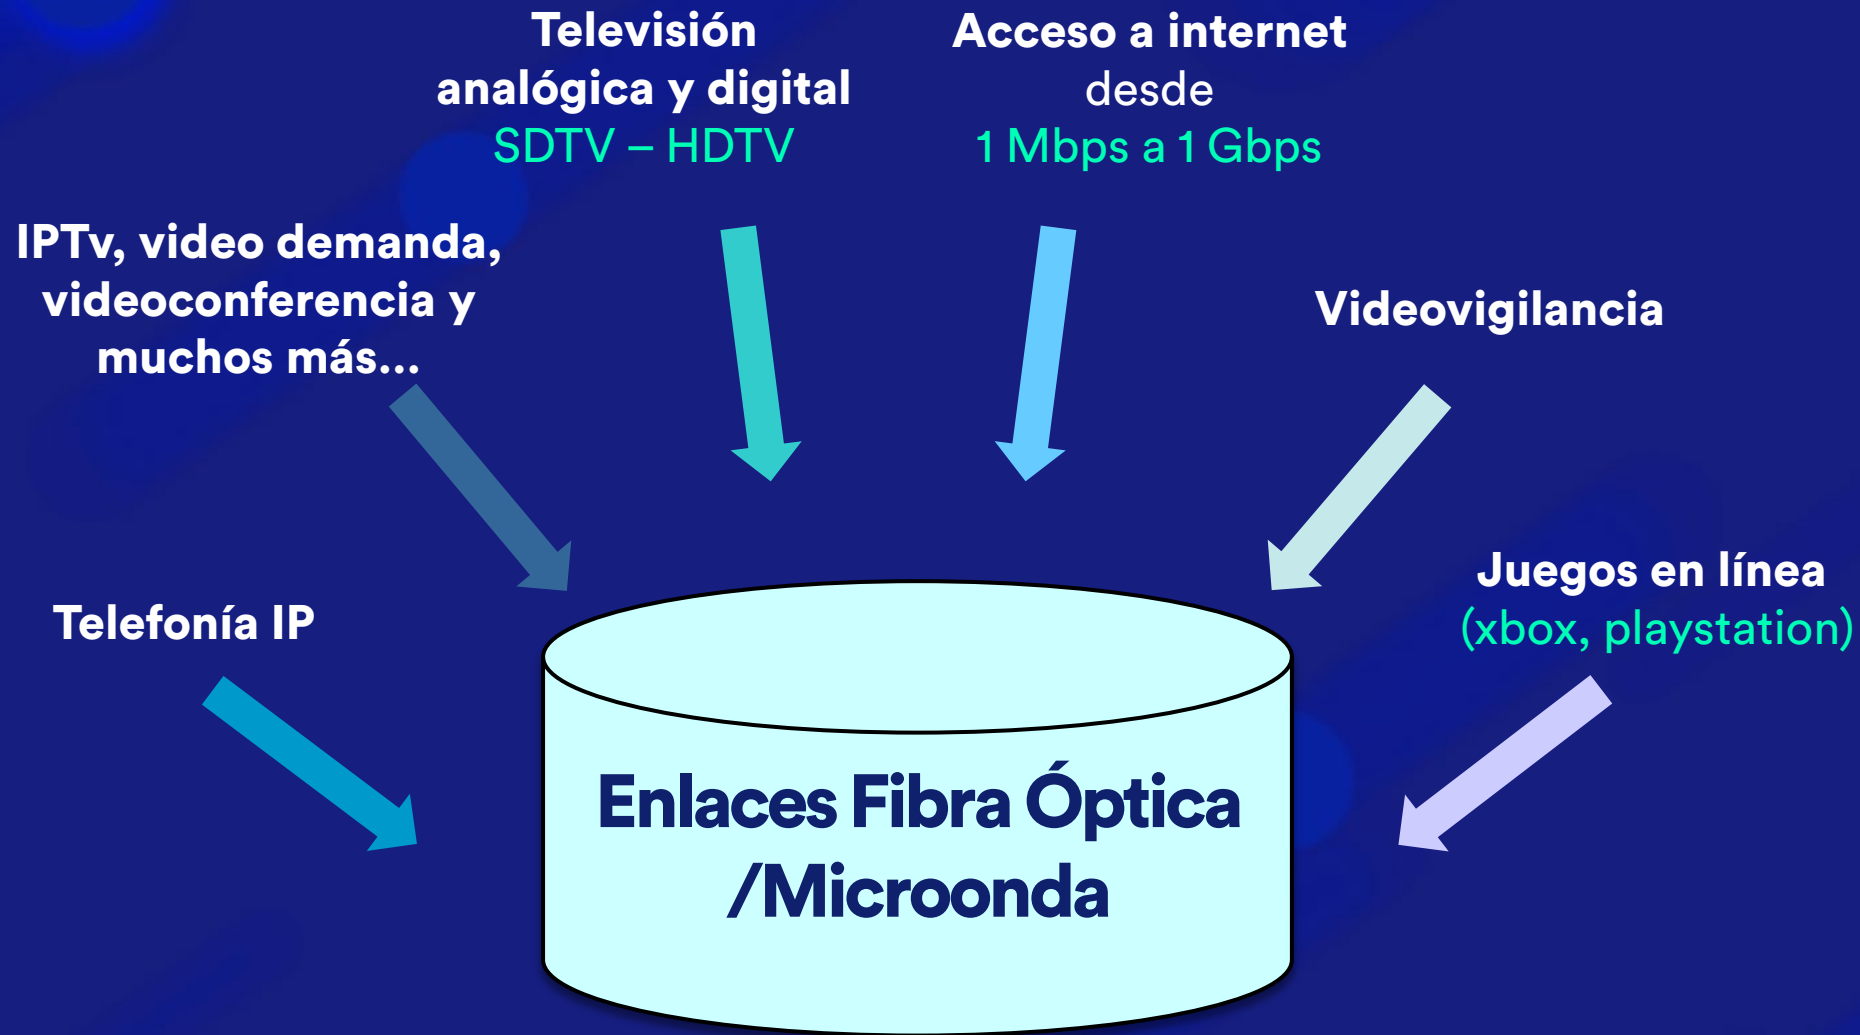 Televisión
analógica y digital
SDTV – HDTV
Acceso a internet
desde
1 Mbps a 1 Gbps
IPTv, video demanda,
videoconferencia y
muchos más...
Videovigilancia
Telefonía IP
Juegos en línea
(xbox, playstation)
Enlaces Fibra Óptica
/Microonda